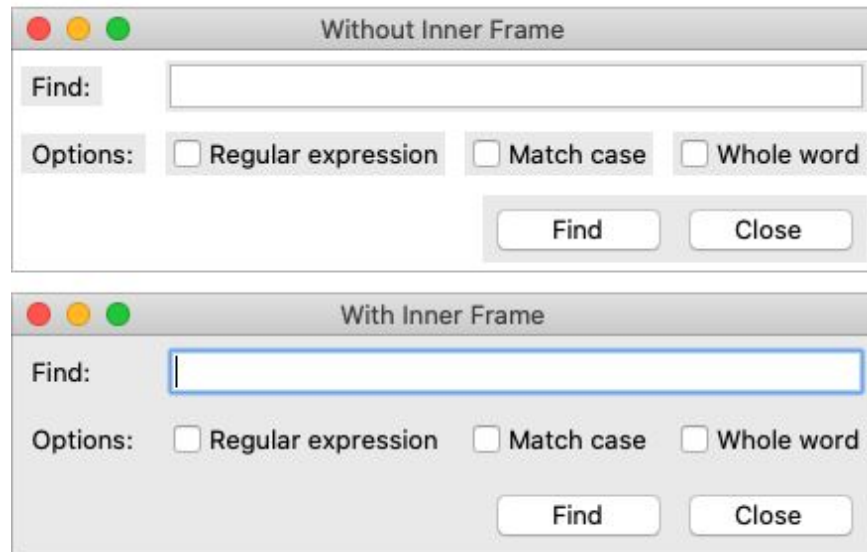 Without Inner Frame
Find:
Options: Regular expression Match case Whole word
Find Close
With Inner Frame
Find:
Options: Regular expression Match case Whole word
Find Close